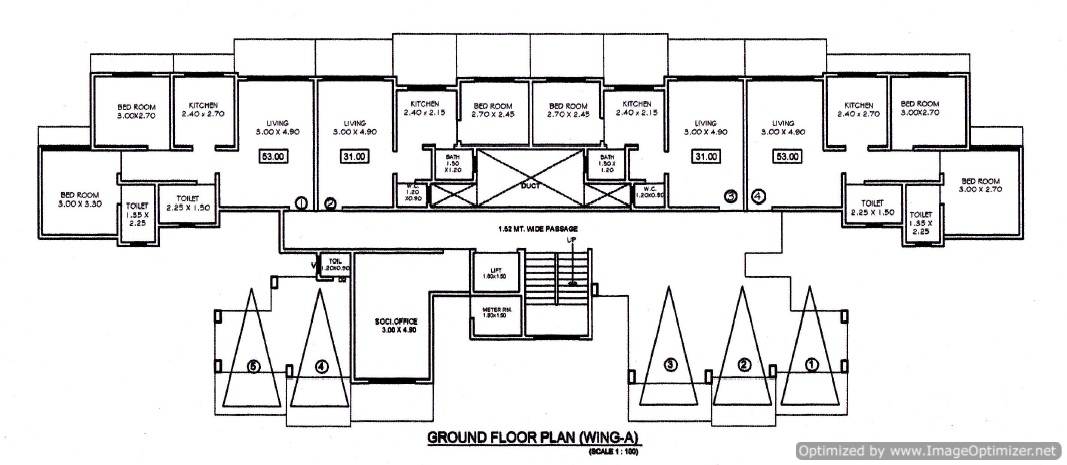 BED ROOM
3.00X2.70
KITCHEN
2.40 X 2.70
LIVING
3.00 X 4.90
53.00
LIVING
3.00 X 4.90
31.00
KITCHEN
2.40 X 2.15
BED ROOM
2.70 X 2.45
BED ROOM
2.70 X 2.45
KITCHEN
2.40 X 2.15
LIVING
3.00 X 4.90
31.00
LIVING
3.00 X 4.90
53.00
KITCHEN
2.40 X 2.70
BED ROOM
3.00X2.70
BED ROOM
3.00 X 3.30
TOILET
1.35 X
2.25
TOILET
2.25 X 1.50
1
2
W.C.
1.20
X0.90
BATH
1.50
X1.20
DUCT
BATH
1.50 X
1.20
W.C.
1.20X0.90
3
4
TOILET
2.25 X 1.50
TOILET
1.35 X
2.25
BED ROOM
3.00 X 2.70
1.52 MT. WIDE PASSAGE
UP
V
TOIL
1.20X0.90
D2
LIFT
1.50X1.50
SOCI.OFFICE
3.00 X 4.90
METER RM.
5
4
3
2
1
GROUND FLOOR PLAN (WING-A)
(SCALE 1 : 100)
Optimized by www.ImageOptimizer.net